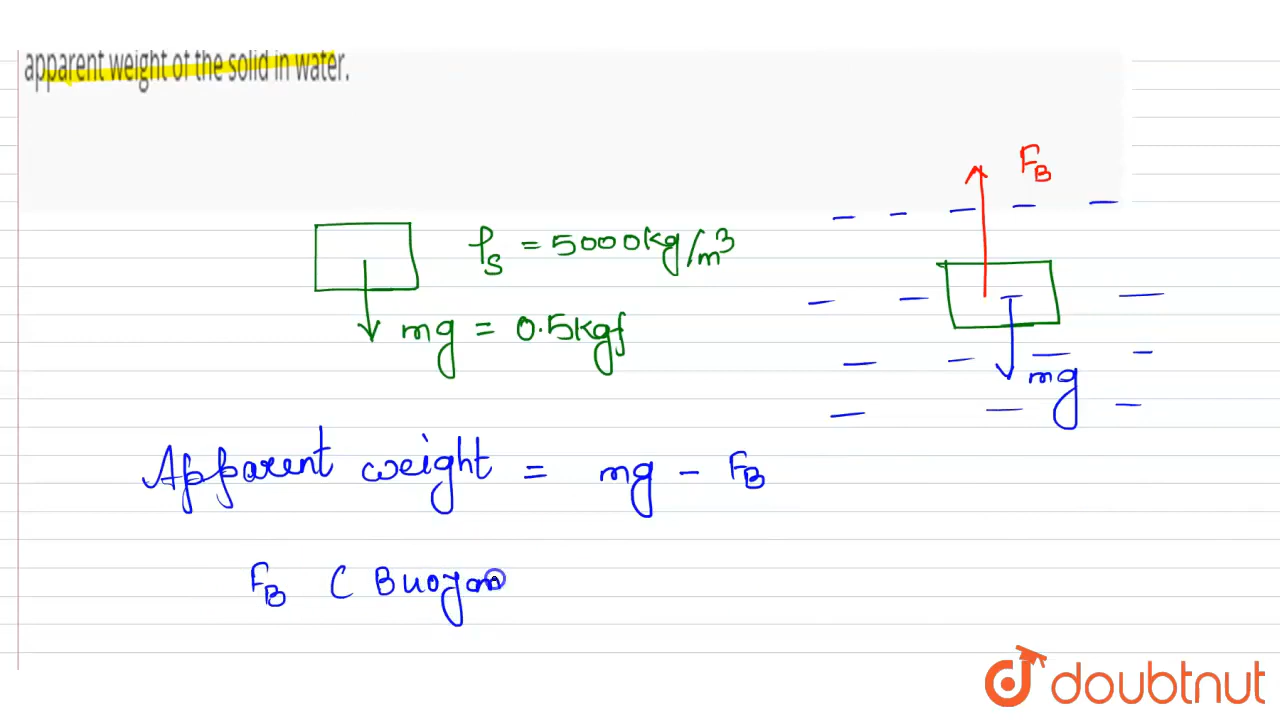 apparent weight of the solid in water.
F_B
ρ_S = 5000kg/m³
mg = 0.5kgf
mg
Apparent weight = mg - F_B
F_B ( Buoyan
doubtnut